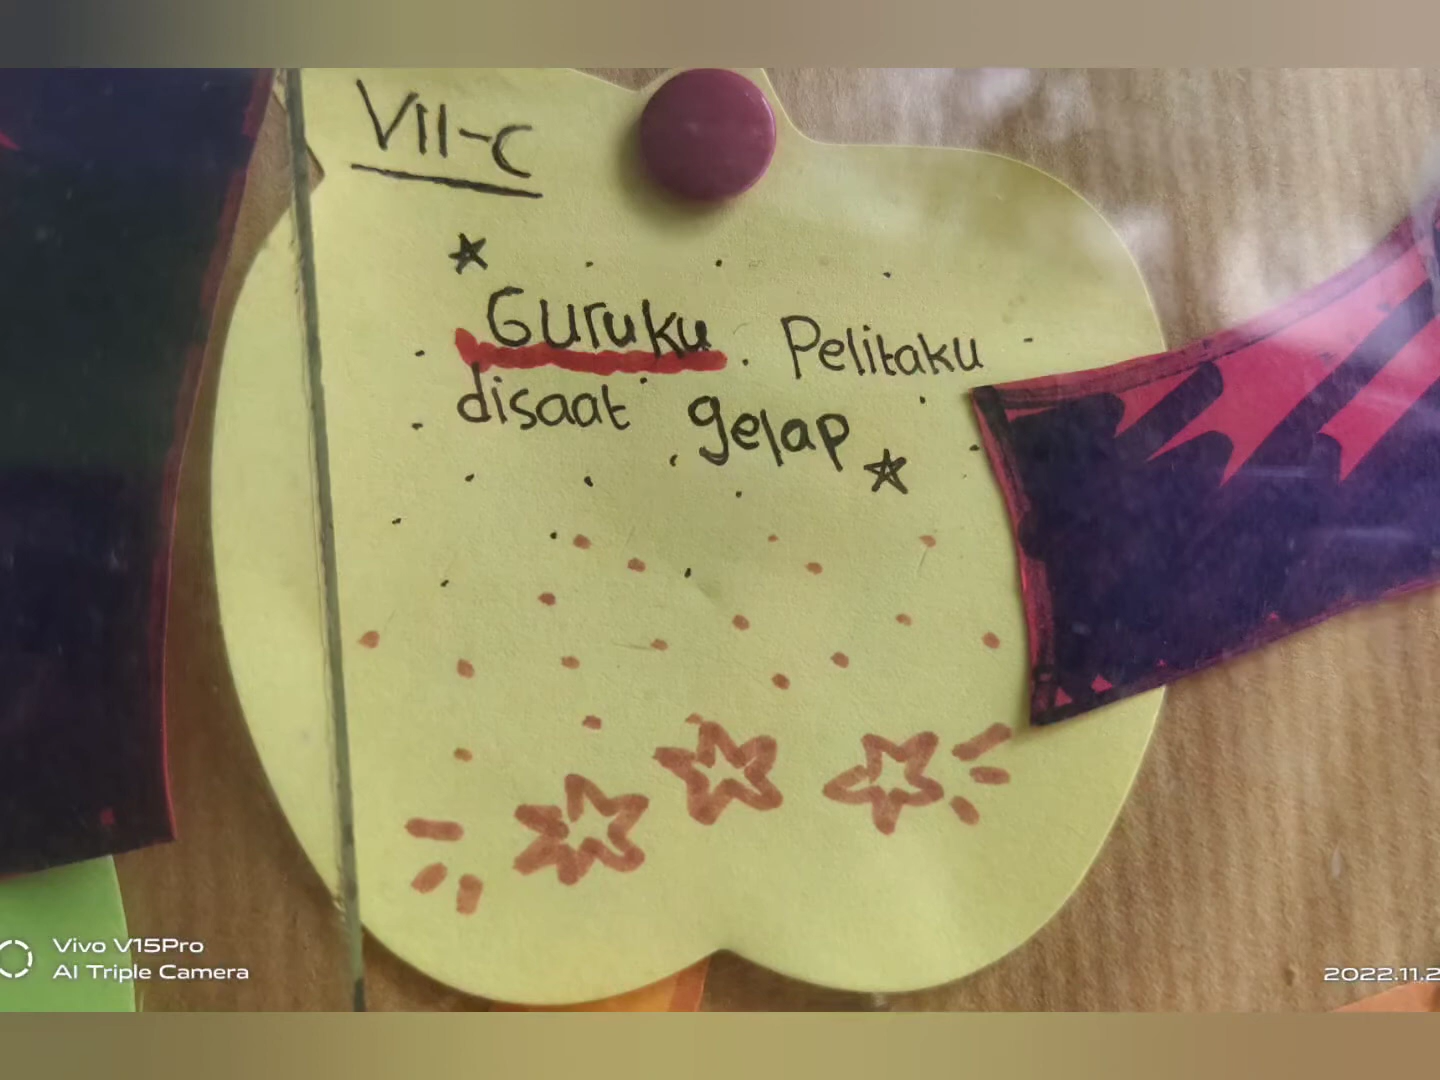 VII-C
Guruku. Pelitaku
disaat gelap
Vivo V15Pro
AI Triple Camera
2022.11.2